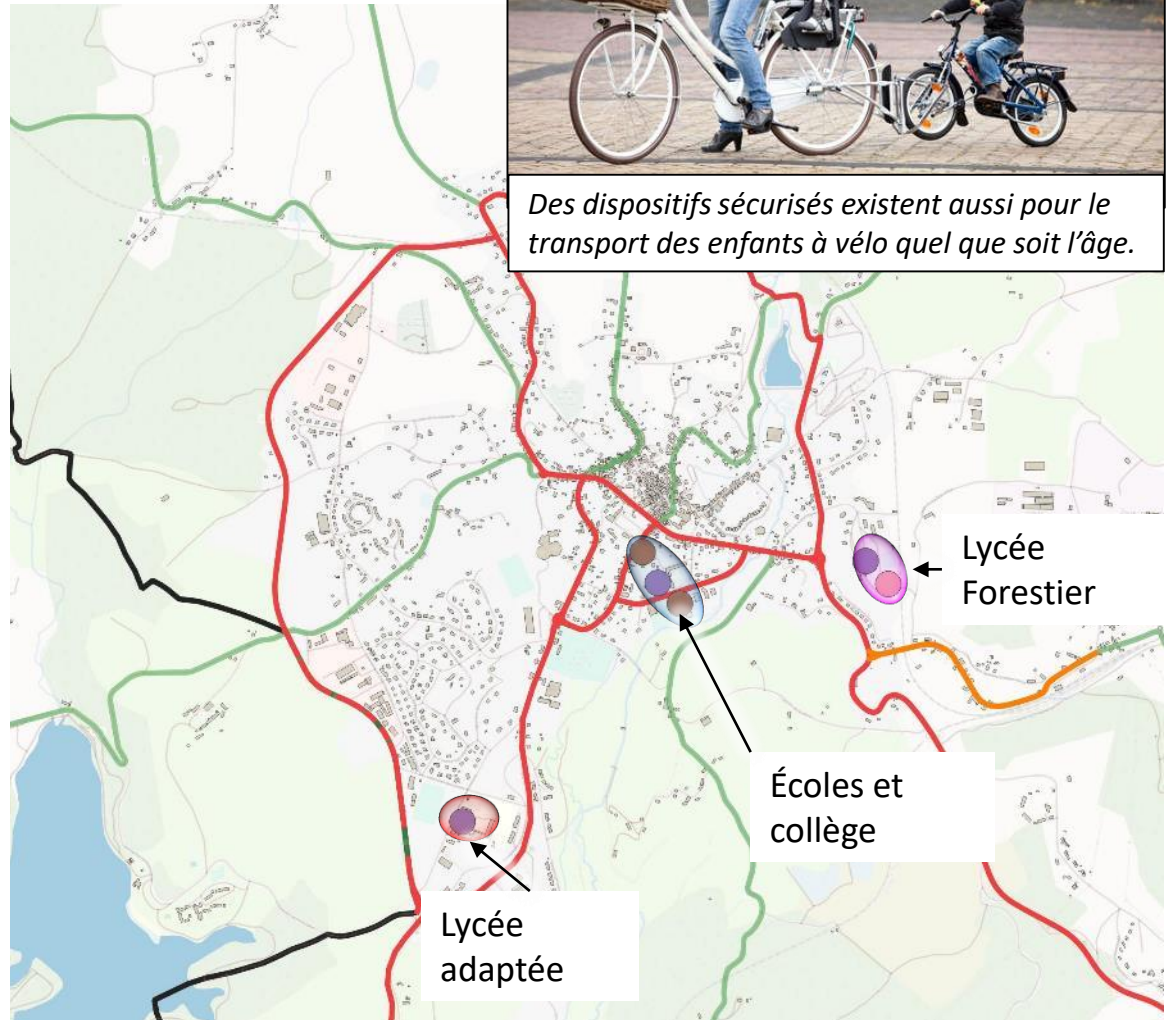 Des dispositifs sécurisés existent aussi pour le
transport des enfants à vélo quel que soit l’âge.
Lycée
Forestier
Écoles et
collège
Lycée
adaptée